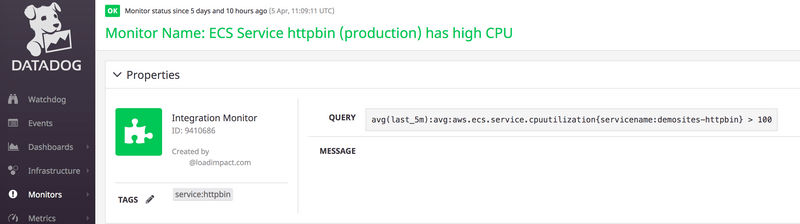 OK Monitor status since 5 days and 10 hours ago (5 Apr, 11:09:11 UTC)
Monitor Name: ECS Service httpbin (production) has high CPU
DATADOG
Watchdog
Events
Dashboards
Infrastructure
Monitors
Metrics
Properties
Integration Monitor
ID: 9410686
Created by
@loadimpact.com
TAGS
service:httpbin
QUERY
avg(last_5m):avg:aws.ecs.service.cpuutilization{servicename:demosites-httpbin} > 100
MESSAGE